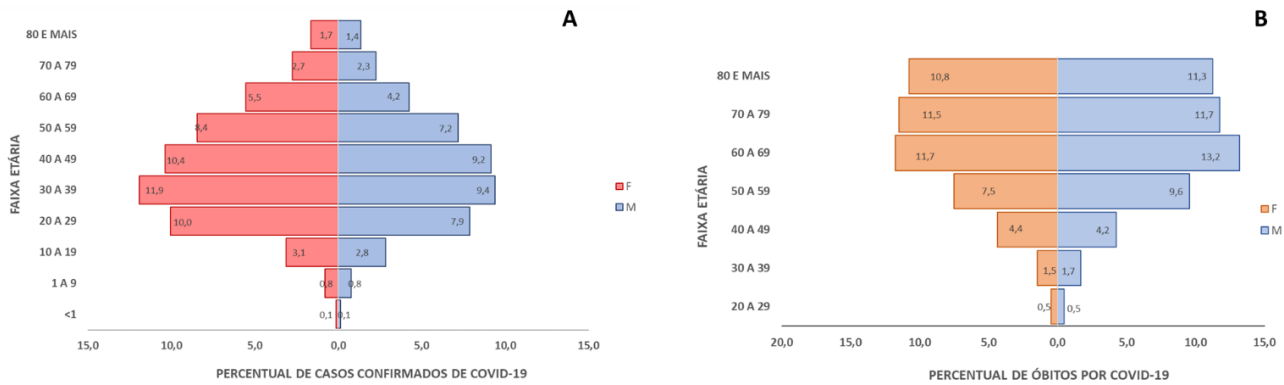 A
FAIXA ETÁRIA
80 E MAIS 1,7 1,4
70 A 79 2,7 2,3
60 A 69 5,5 4,2
50 A 59 8,4 7,2
40 A 49 10,4 9,2
30 A 39 11,9 9,4
20 A 29 10,0 7,9
10 A 19 3,1 2,8
1 A 9 0,8 0,8
<1 0,1 0,1
15,0 10,0 5,0 0,0 5,0 10,0 15,0
PERCENTUAL DE CASOS CONFIRMADOS DE COVID-19
F
M
B
FAIXA ETÁRIA
80 E MAIS 10,8 11,3
70 A 79 11,5 11,7
60 A 69 11,7 13,2
50 A 59 7,5 9,6
40 A 49 4,4 4,2
30 A 39 1,5 1,7
20 A 29 0,5 0,5
20,0 15,0 10,0 5,0 0,0 5,0 10,0 15,0
PERCENTUAL DE ÓBITOS POR COVID-19
F
M